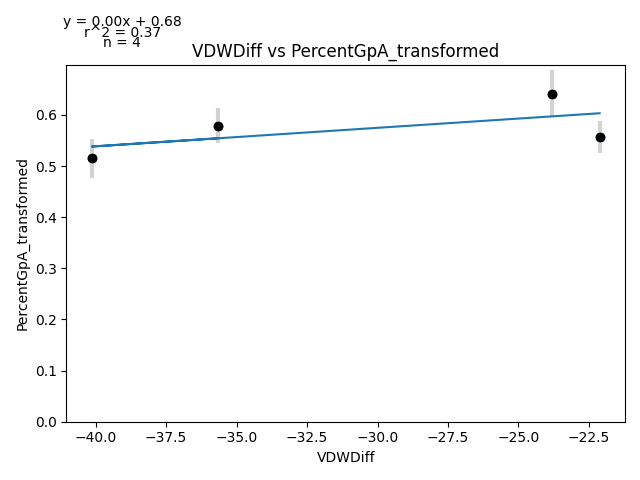 y = 0.00x + 0.68
r^2 = 0.37
n = 4
VDWDiff vs PercentGpA_transformed
PercentGpA_transformed
0.6
0.5
0.4
0.3
0.2
0.1
0.0
−40.0 −37.5 −35.0 −32.5 −30.0 −27.5 −25.0 −22.5
VDWDiff